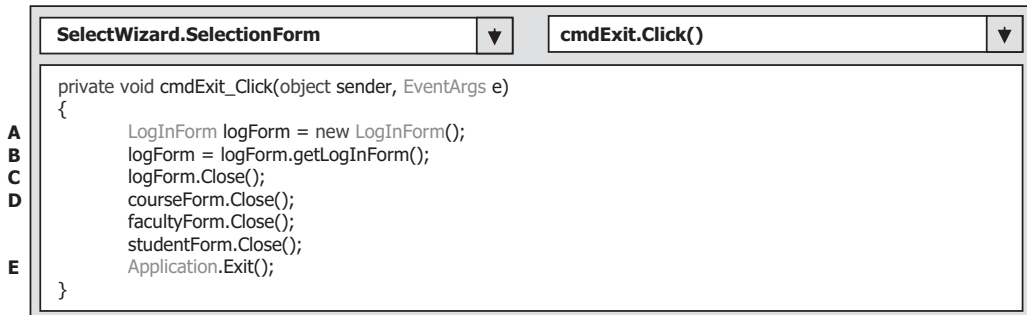 SelectWizard.SelectionForm
cmdExit.Click()
private void cmdExit_Click(object sender, EventArgs e)
{
A LogInForm logForm = new LogInForm();
B logForm = logForm.getLogInForm();
C logForm.Close();
D courseForm.Close();
facultyForm.Close();
studentForm.Close();
E Application.Exit();
}